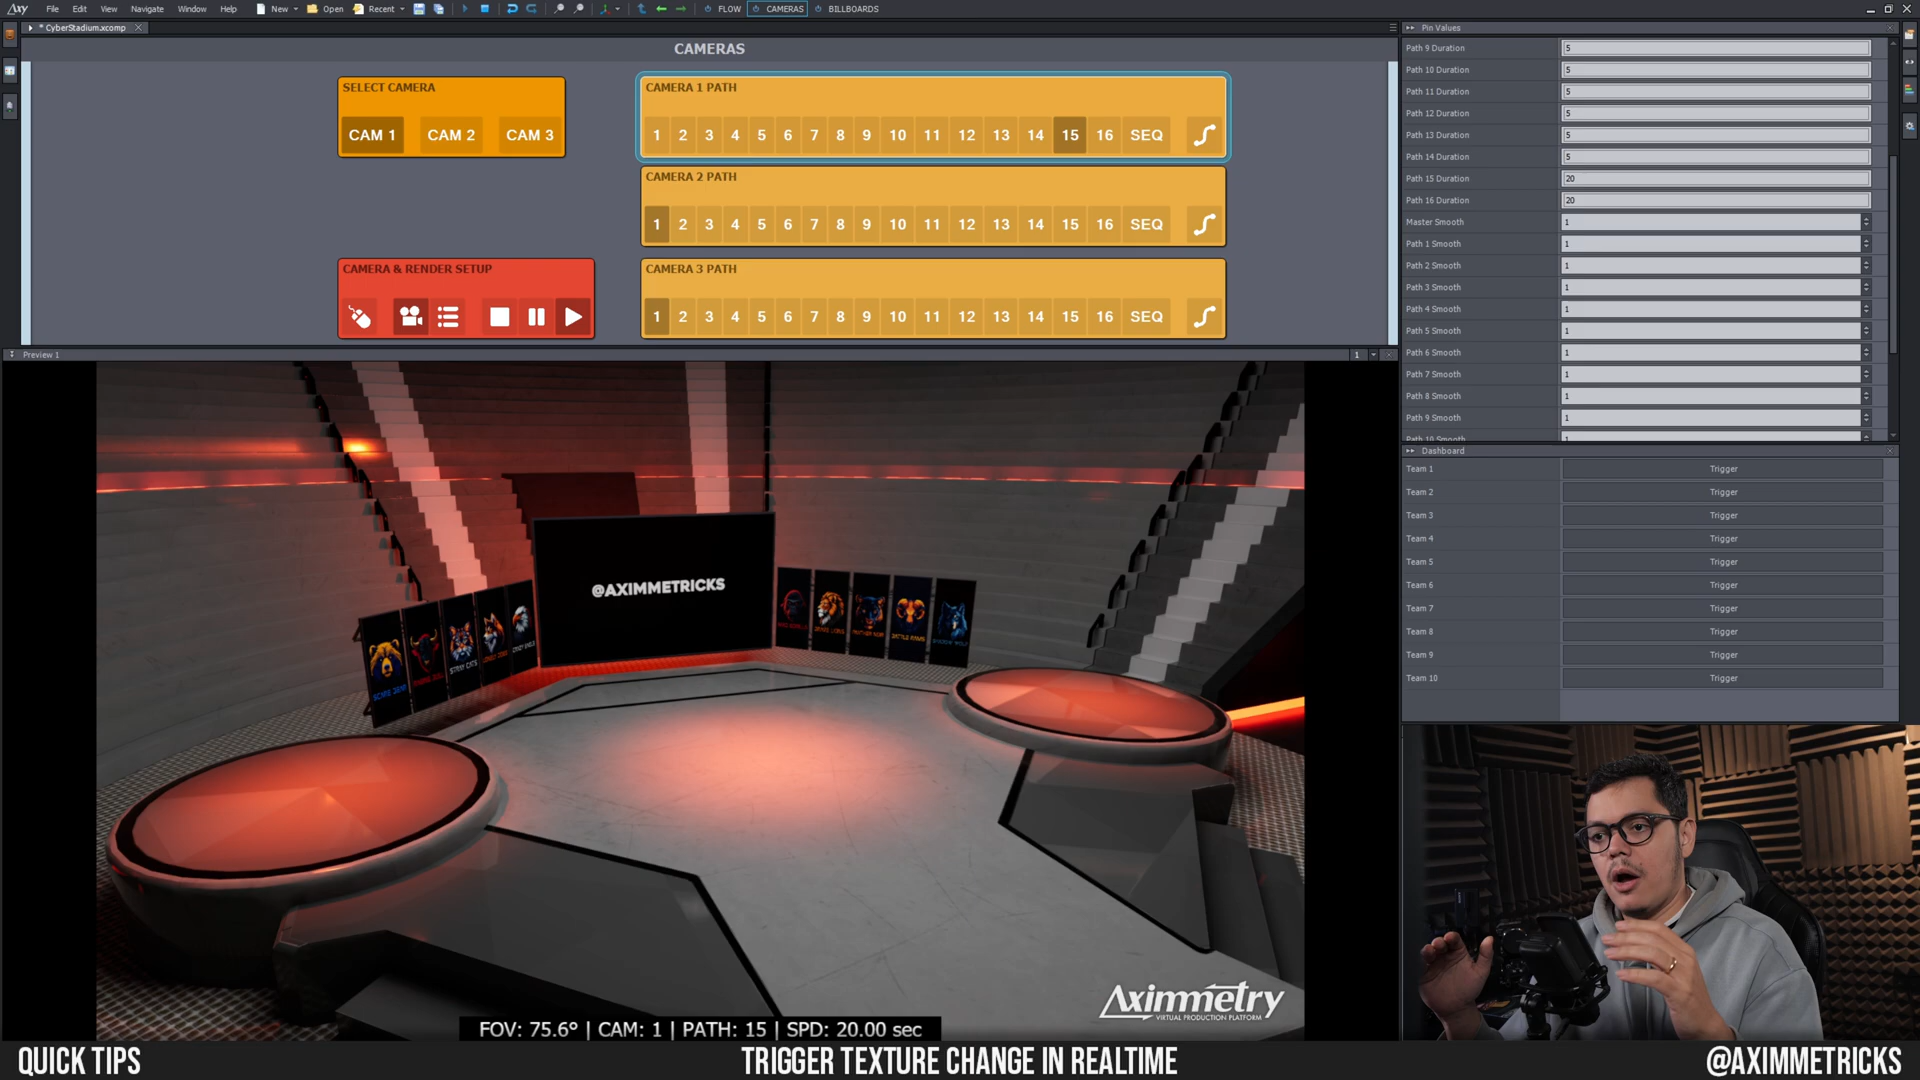 Axy File Edit View Navigate Window Help New Open Recent FLOW CAMERAS BILLBOARDS
* CyberStadium.xcomp
CAMERAS
SELECT CAMERA
CAM 1 CAM 2 CAM 3
CAMERA 1 PATH
1 2 3 4 5 6 7 8 9 10 11 12 13 14 15 16 SEQ
CAMERA 2 PATH
1 2 3 4 5 6 7 8 9 10 11 12 13 14 15 16 SEQ
CAMERA & RENDER SETUP
CAMERA 3 PATH
1 2 3 4 5 6 7 8 9 10 11 12 13 14 15 16 SEQ
Pin Values
Path 9 Duration 5
Path 10 Duration 5
Path 11 Duration 5
Path 12 Duration 5
Path 13 Duration 5
Path 14 Duration 5
Path 15 Duration 20
Path 16 Duration 20
Master Smooth 1
Path 1 Smooth 1
Path 2 Smooth 1
Path 3 Smooth 1
Path 4 Smooth 1
Path 5 Smooth 1
Path 6 Smooth 1
Path 7 Smooth 1
Path 8 Smooth 1
Path 9 Smooth 1
Path 10 Smooth 1
Preview 1 1
@AXIMMETRICKS
Dashboard
Team 1 Trigger
Team 2 Trigger
Team 3 Trigger
Team 4 Trigger
Team 5 Trigger
Team 6 Trigger
Team 7 Trigger
Team 8 Trigger
Team 9 Trigger
Team 10 Trigger
Aximmetry
VIRTUAL PRODUCTION PLATFORM
FOV: 75.6° | CAM: 1 | PATH: 15 | SPD: 20.00 sec
QUICK TIPS
TRIGGER TEXTURE CHANGE IN REALTIME
@AXIMMETRICKS